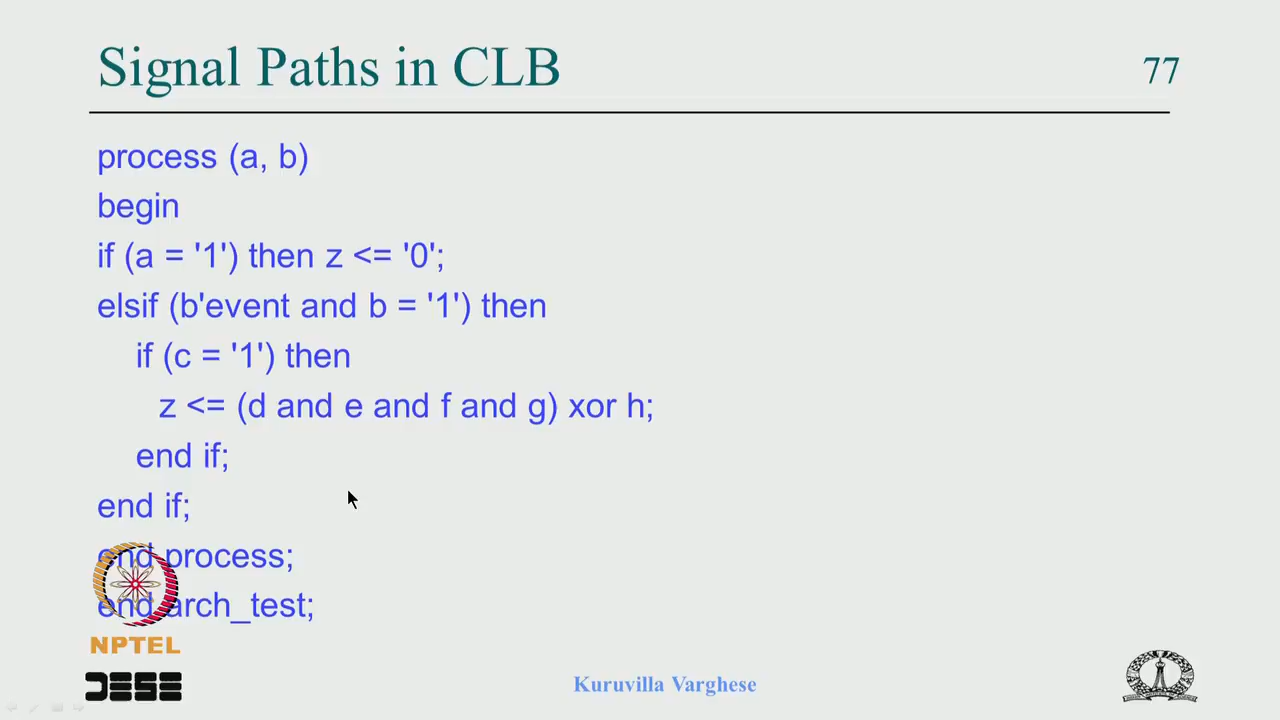 Signal Paths in CLB
77
process (a, b)
begin
if (a = '1') then z <= '0';
elsif (b'event and b = '1') then
if (c = '1') then
z <= (d and e and f and g) xor h;
end if;
end if;
end process;
end arch_test;
NPTEL
DESE
Kuruvilla Varghese